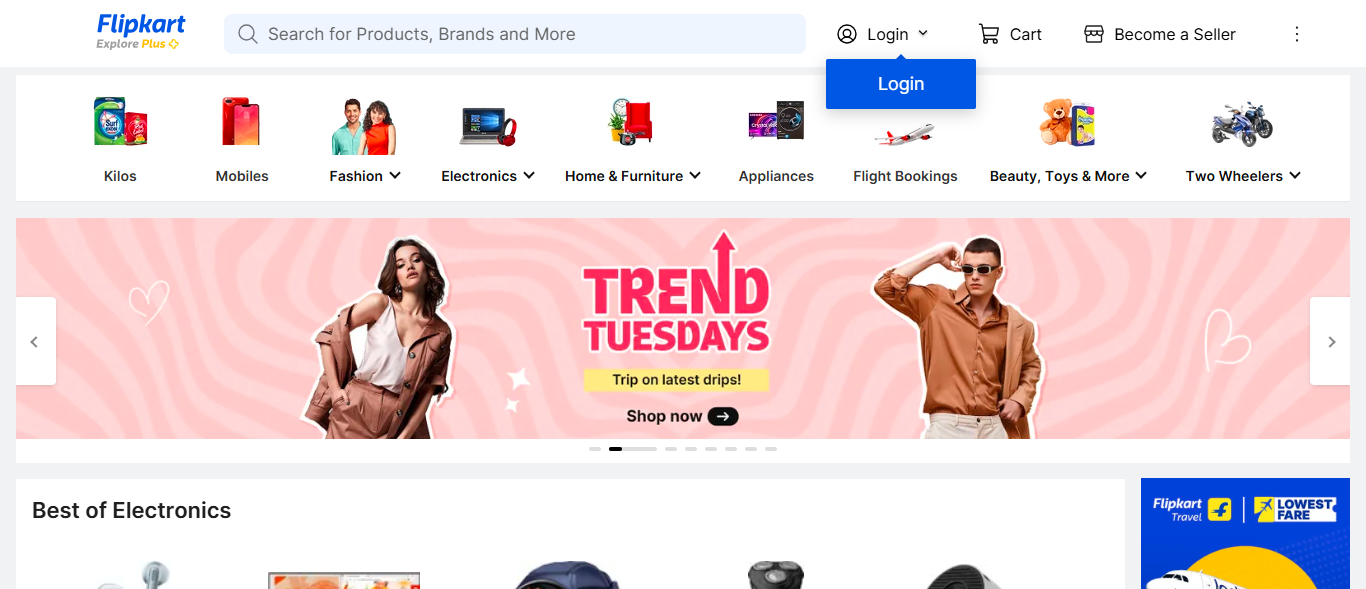 Flipkart
Explore Plus
Search for Products, Brands and More
Login
Cart
Become a Seller
Login
Kilos
Mobiles
Fashion
Electronics
Home & Furniture
Appliances
Flight Bookings
Beauty, Toys & More
Two Wheelers
TREND
TUESDAYS
Trip on latest drips!
Shop now
Best of Electronics
Flipkart
Travel
LOWEST
FARE